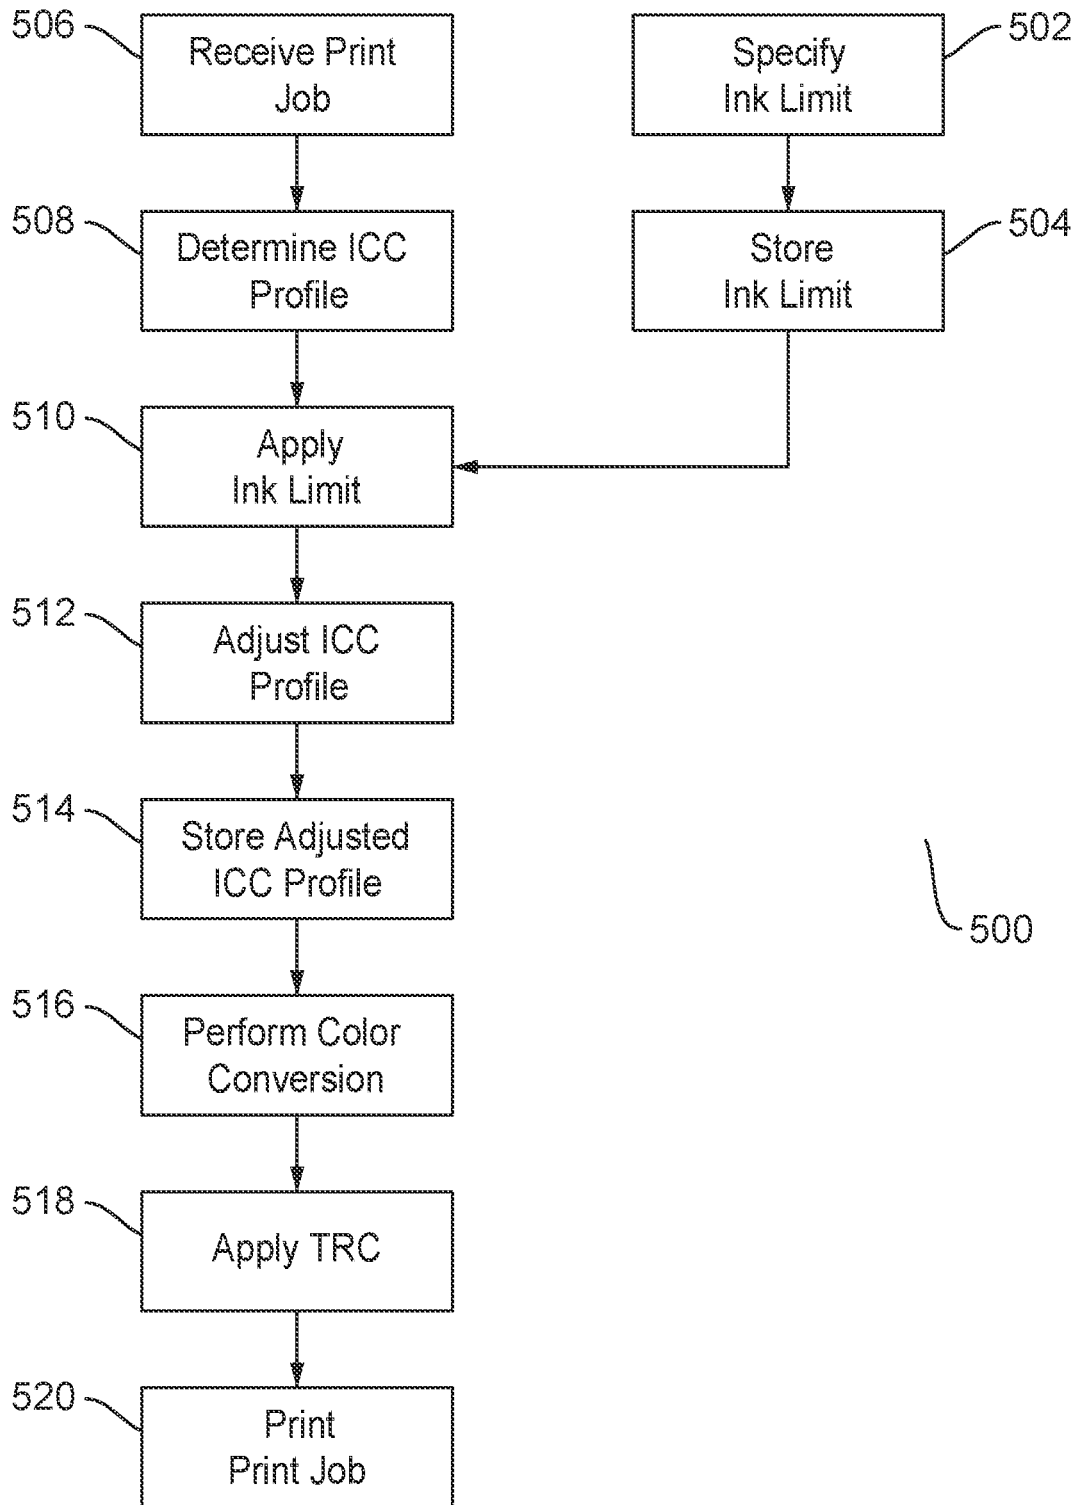 506
Receive Print
Job
502
Specify
Ink Limit
508
Determine ICC
Profile
504
Store
Ink Limit
510
Apply
Ink Limit
512
Adjust ICC
Profile
514
Store Adjusted
ICC Profile
500
516
Perform Color
Conversion
518
Apply TRC
520
Print
Print Job